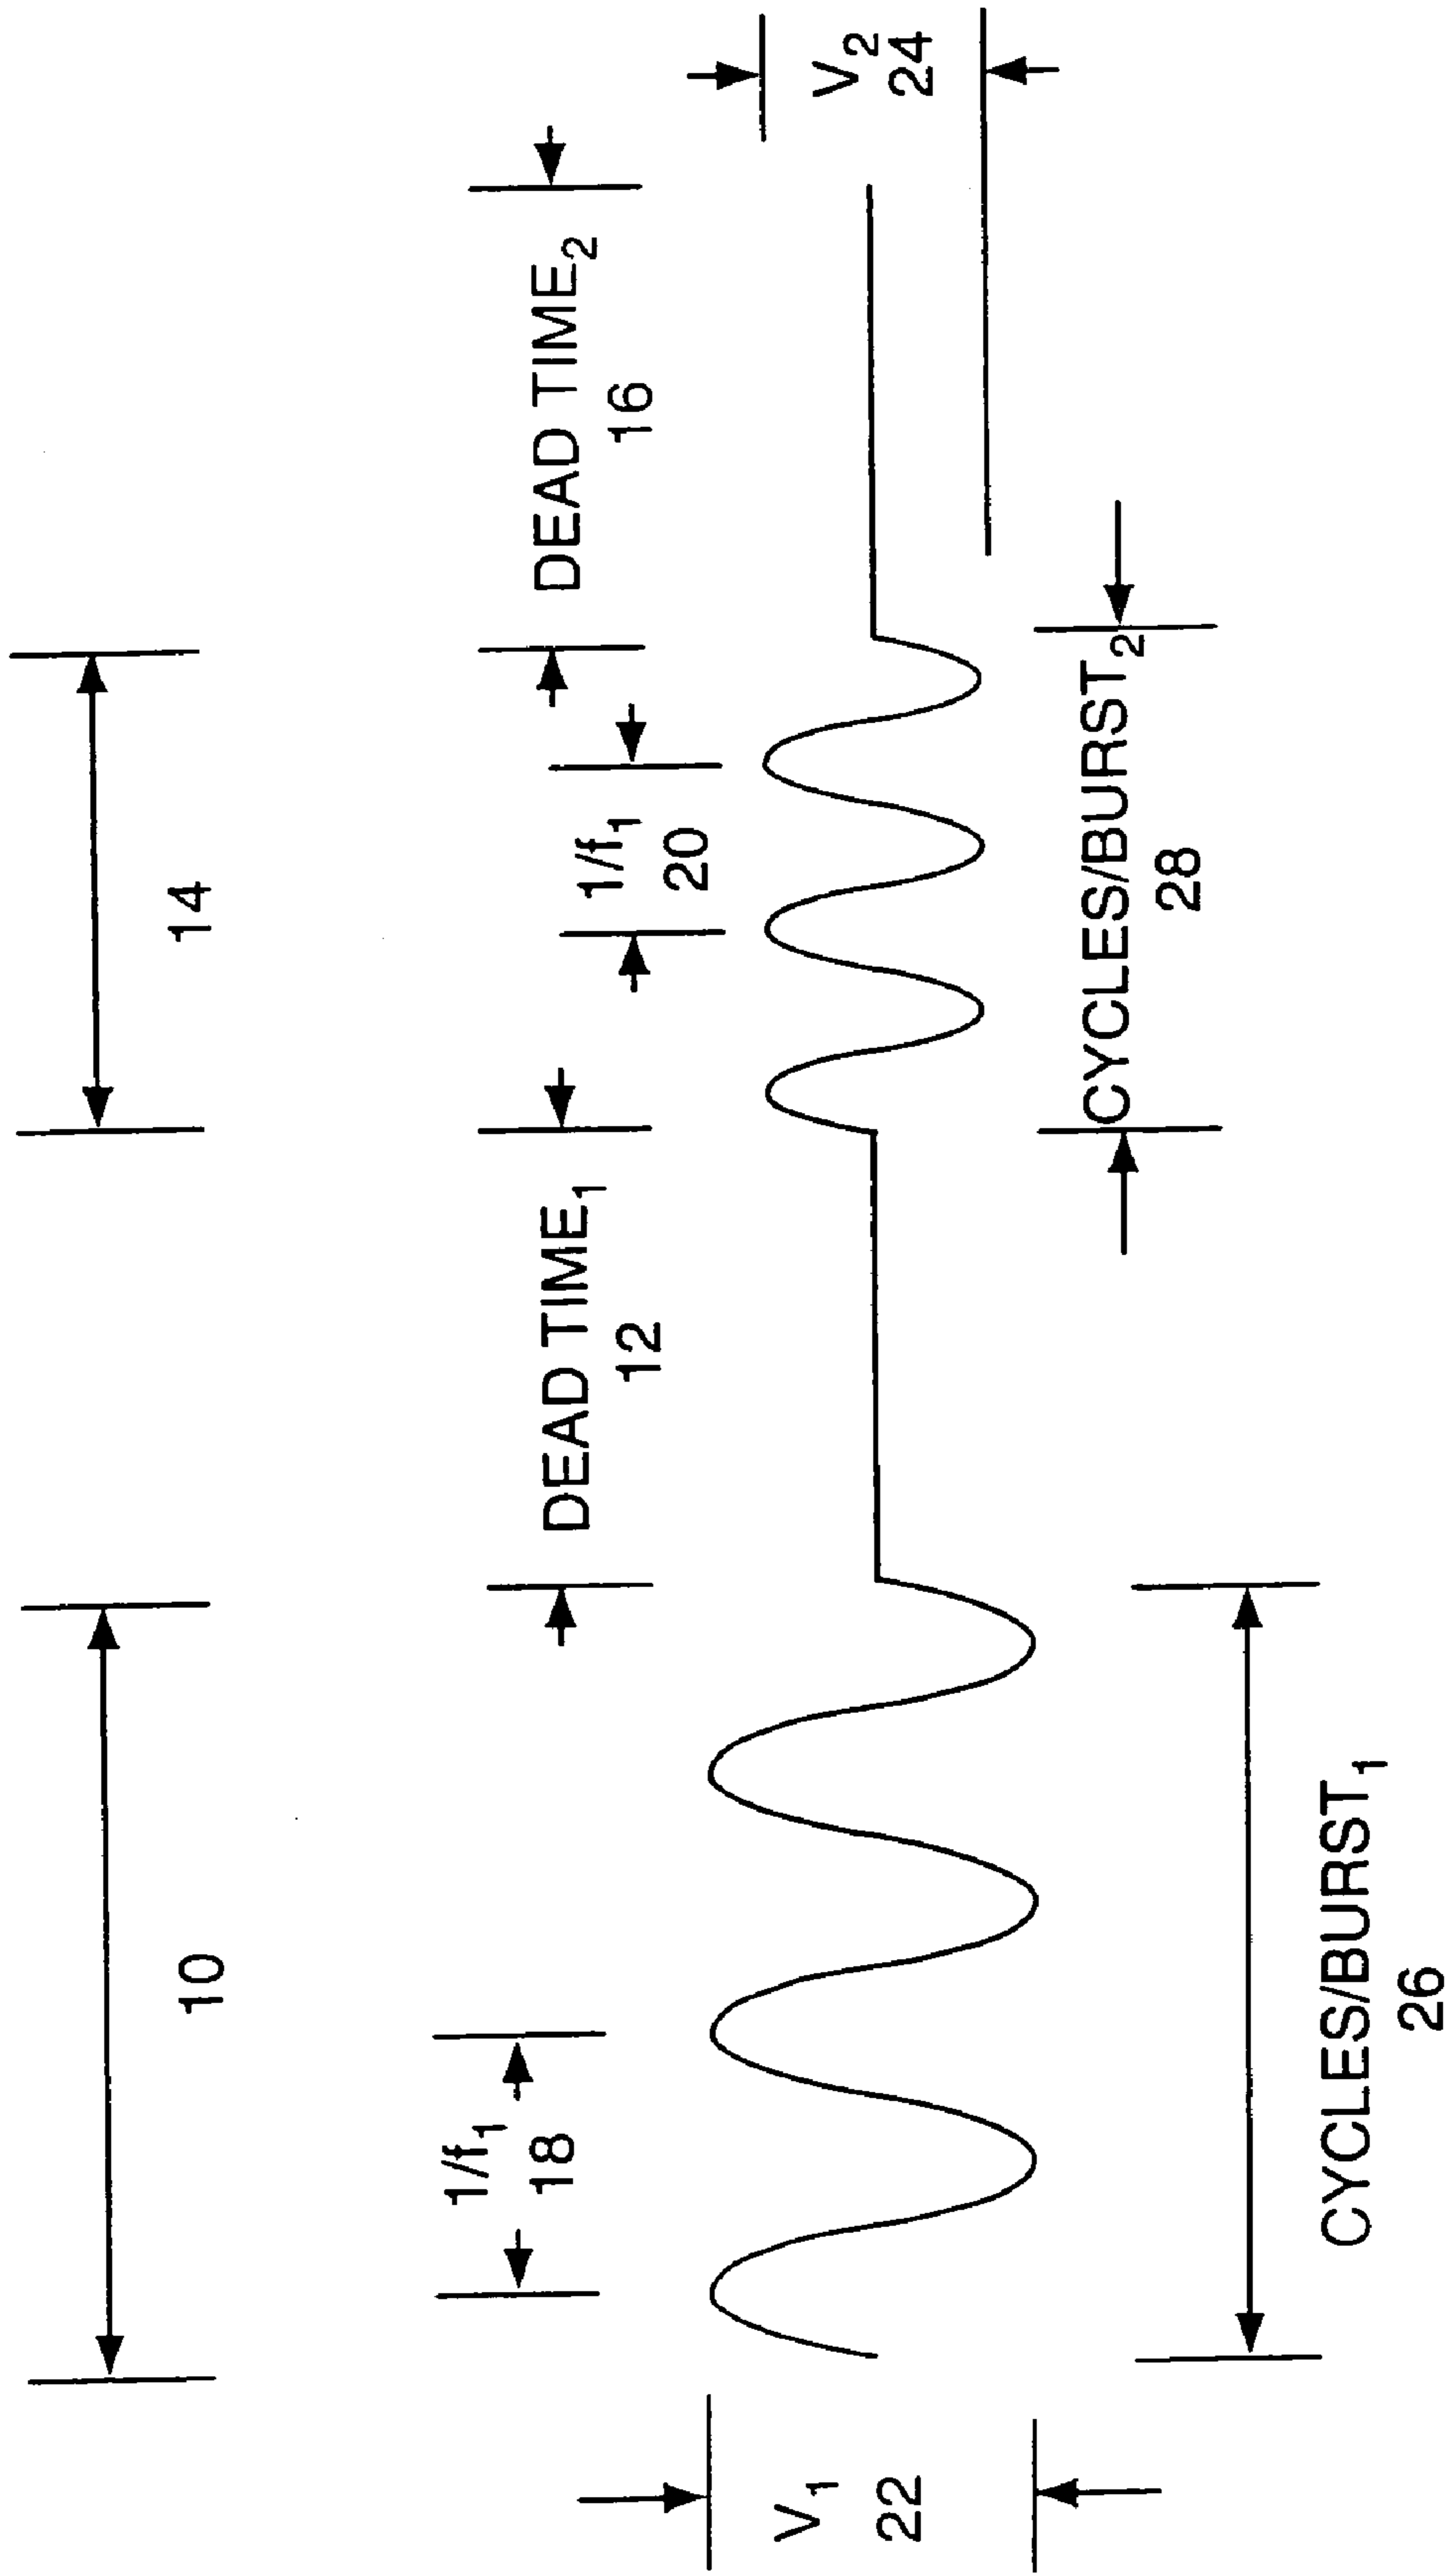 10
14
1/f₁
18
DEAD TIME₁
12
1/f₁
20
DEAD TIME₂
16
V₁
22
V₂
24
CYCLES/BURST₁
26
CYCLES/BURST₂
28